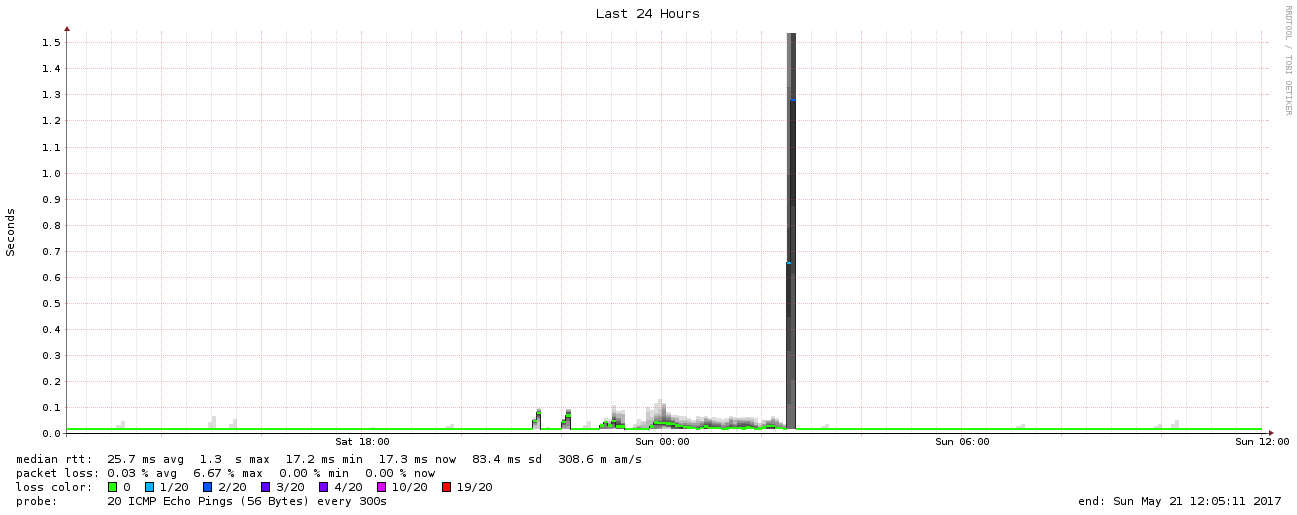 Last 24 Hours
RRDTOOL / TOBI OETIKER
Seconds
1.5
1.4
1.3
1.2
1.1
1.0
0.9
0.8
0.7
0.6
0.5
0.4
0.3
0.2
0.1
0.0
Sat 18:00 Sun 00:00 Sun 06:00 Sun 12:00
median rtt: 25.7 ms avg 1.3 s max 17.2 ms min 17.3 ms now 83.4 ms sd 308.6 m am/s
packet loss: 0.03 % avg 6.67 % max 0.00 % min 0.00 % now
loss color: 0 1/20 2/20 3/20 4/20 10/20 19/20
probe: 20 ICMP Echo Pings (56 Bytes) every 300s end: Sun May 21 12:05:11 2017